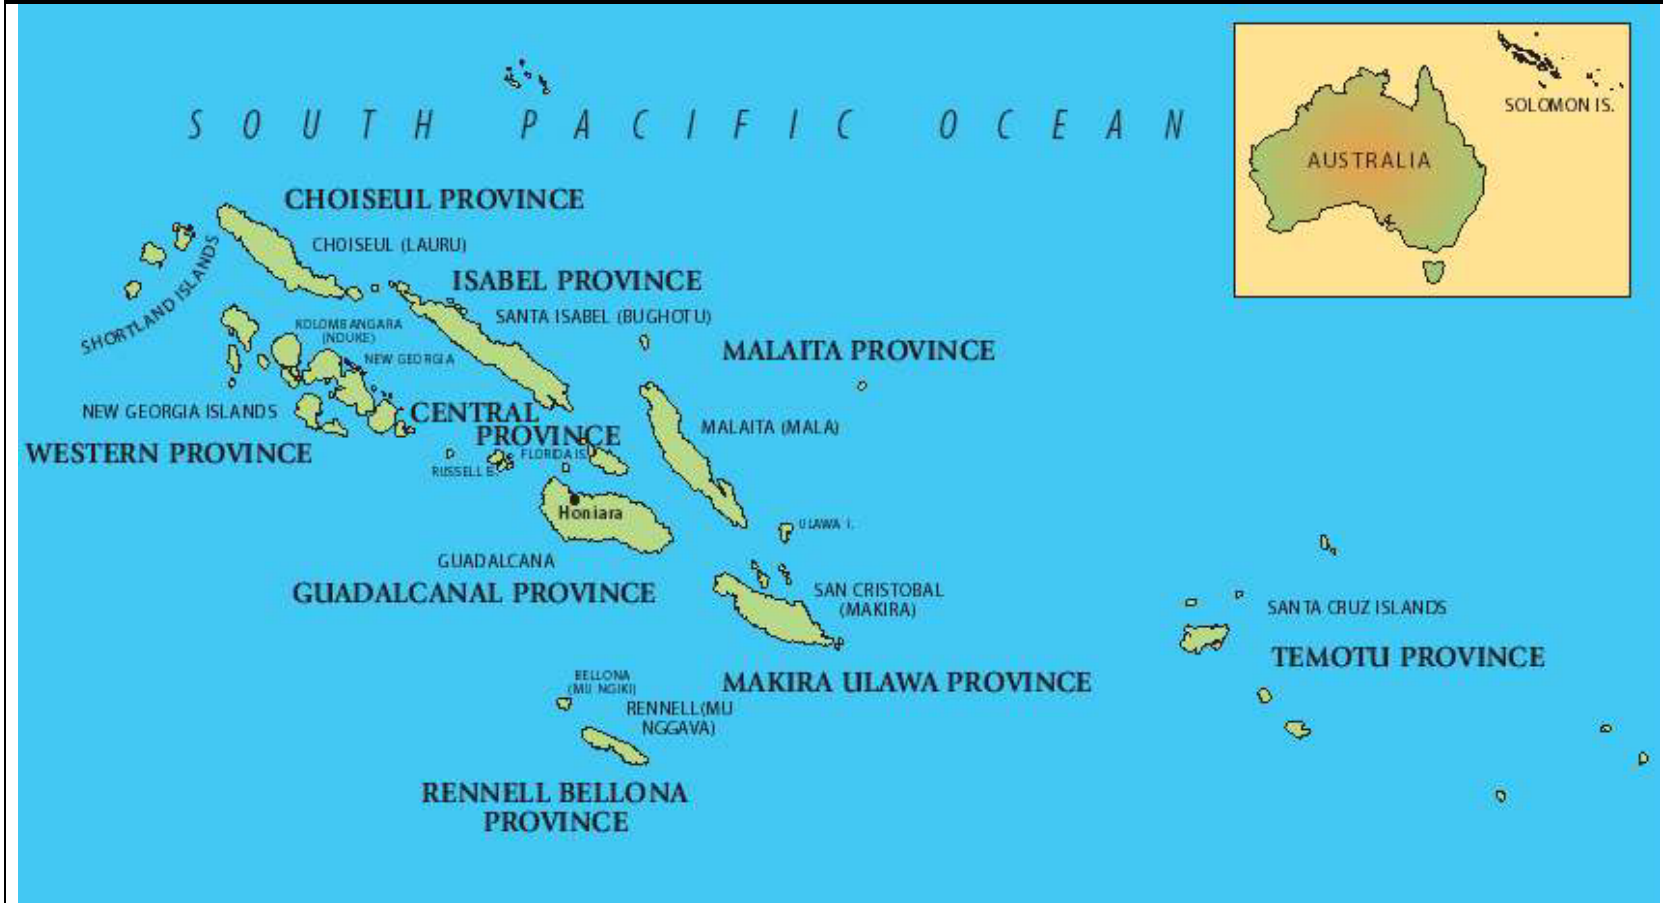 SOUTH PACIFIC OCEAN
SOLOMON IS.
AUSTRALIA
CHOISEUL PROVINCE
CHOISEUL (LAURU)
SHORTLAND ISLANDS
ISABEL PROVINCE
SANTA ISABEL (BUGHOTU)
KOLOMBANGARA
(NDUKE)
NEW GEORGIA
MALAITA PROVINCE
NEW GEORGIA ISLANDS
WESTERN PROVINCE
CENTRAL
PROVINCE
MALAITA (MALA)
FLORIDA IS.
RUSSELL
Honiara
ULAWA I.
GUADALCANA
GUADALCANAL PROVINCE
SAN CRISTOBAL
(MAKIRA)
SANTA CRUZ ISLANDS
TEMOTU PROVINCE
MAKIRA ULAWA PROVINCE
BELLONA
(MU NGIKI)
RENNELL(MU
NGGAVA)
RENNELL BELLONA
PROVINCE